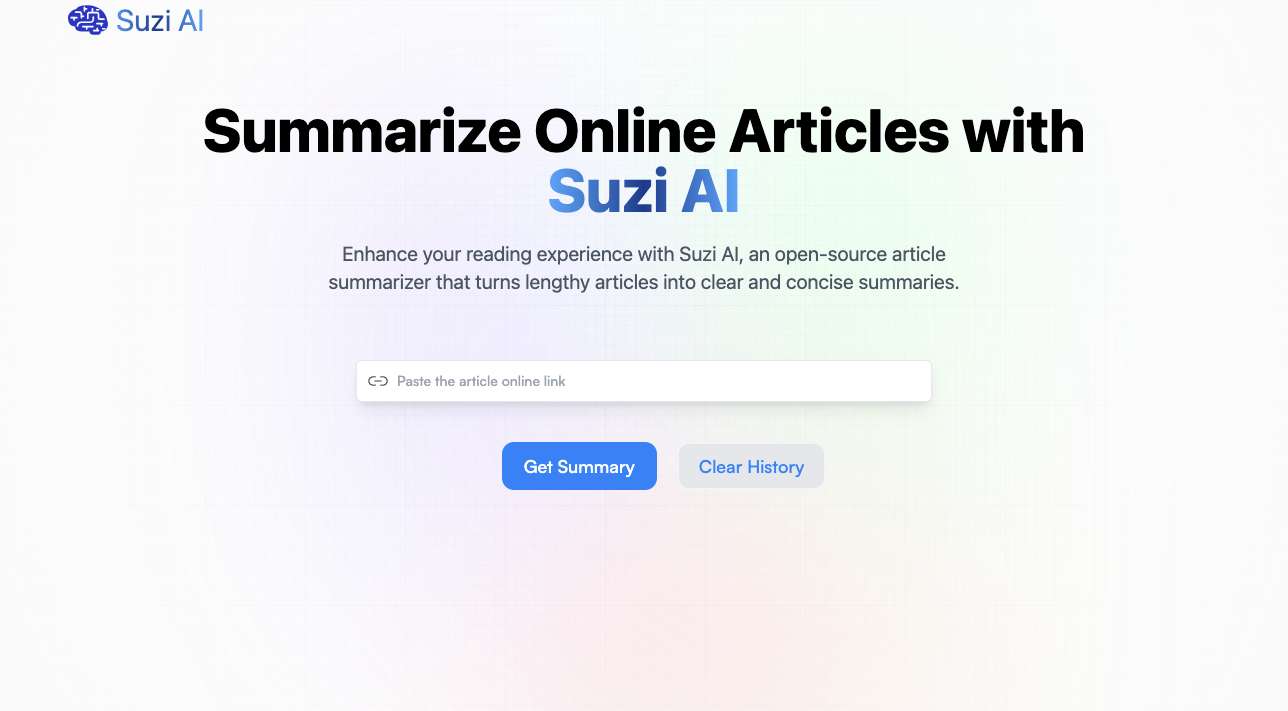 Suzi AI
Summarize Online Articles with
Suzi AI
Enhance your reading experience with Suzi AI, an open-source article
summarizer that turns lengthy articles into clear and concise summaries.
Paste the article online link
Get Summary
Clear History